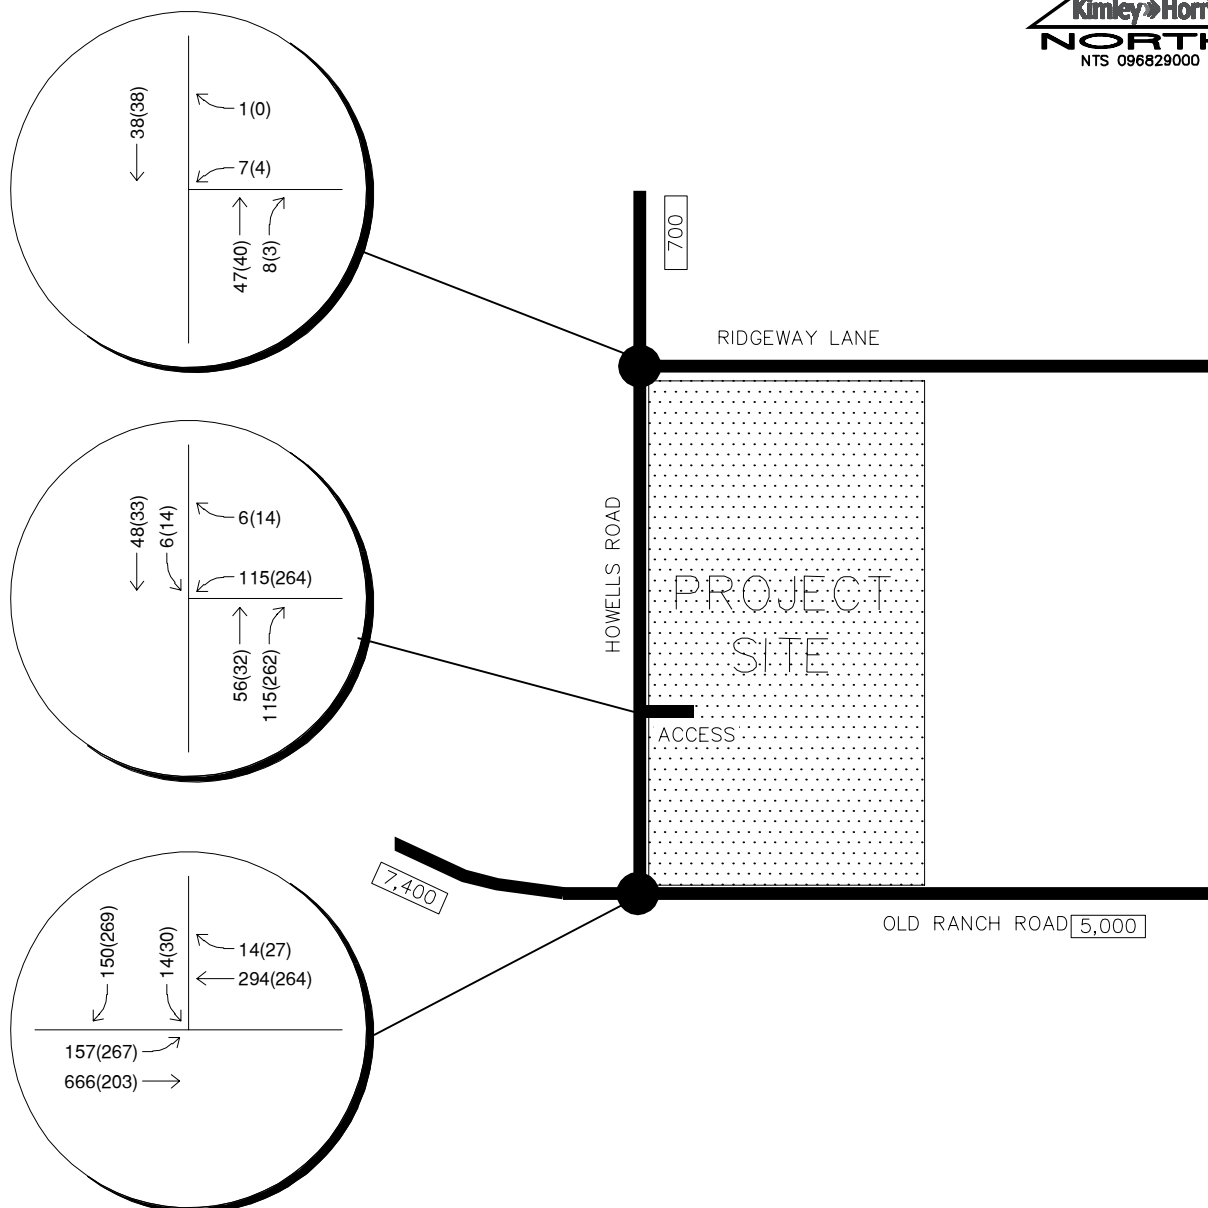 Kimley»Horn
NORTH
NTS 096829000
38(38)
1(0)
7(4)
47(40)
8(3)
700
RIDGEWAY LANE
48(33)
6(14)
6(14)
115(264)
56(32)
115(262)
HOWELLS ROAD
PROJECT
SITE
ACCESS
7,400
OLD RANCH ROAD 5,000
150(269)
14(30)
14(27)
294(264)
157(267)
666(203)